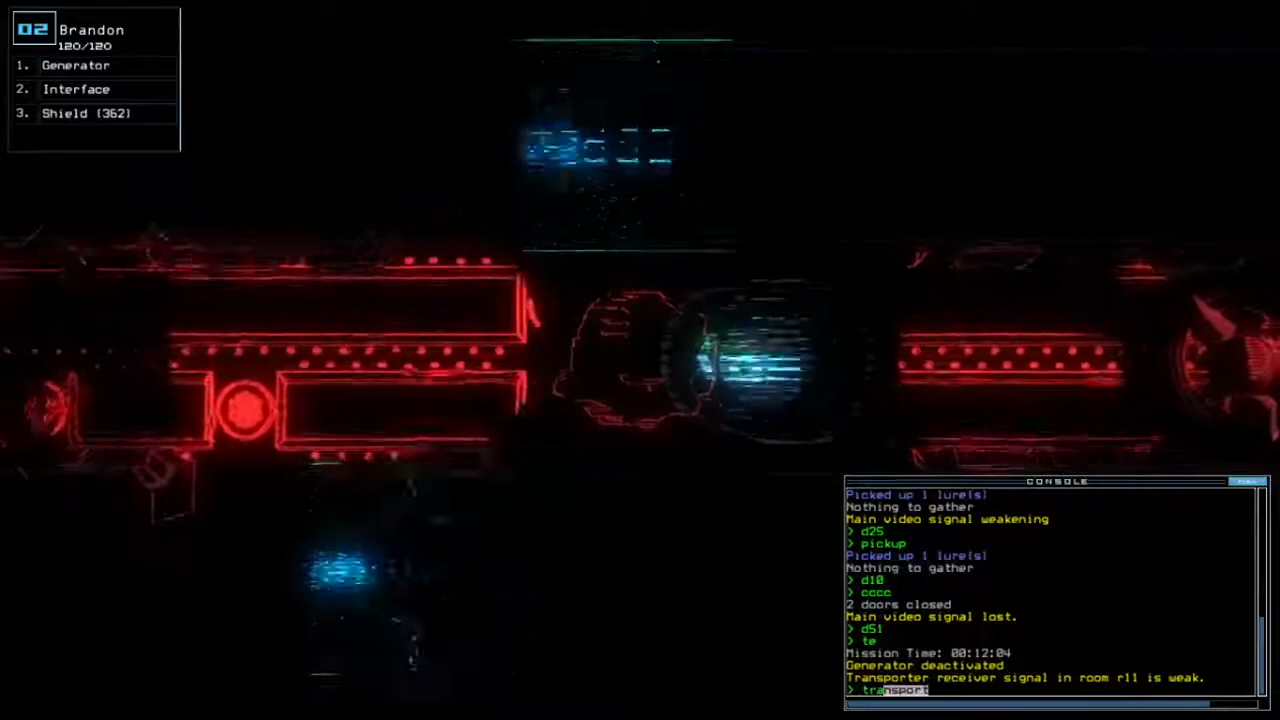 02 Brandon
120/120
1. Generator
2. Interface
3. Shield (362)
CONSOLE
Picked up 1 lure(s)
Nothing to gather
Main video signal weakening
> d25
> pickup
Picked up 1 lure(s)
Nothing to gather
> d10
> cccc
2 doors closed
Main video signal lost.
> d51
> te
Mission Time: 00:12:04
Generator deactivated
Transporter receiver signal in room r11 is weak.
> transport